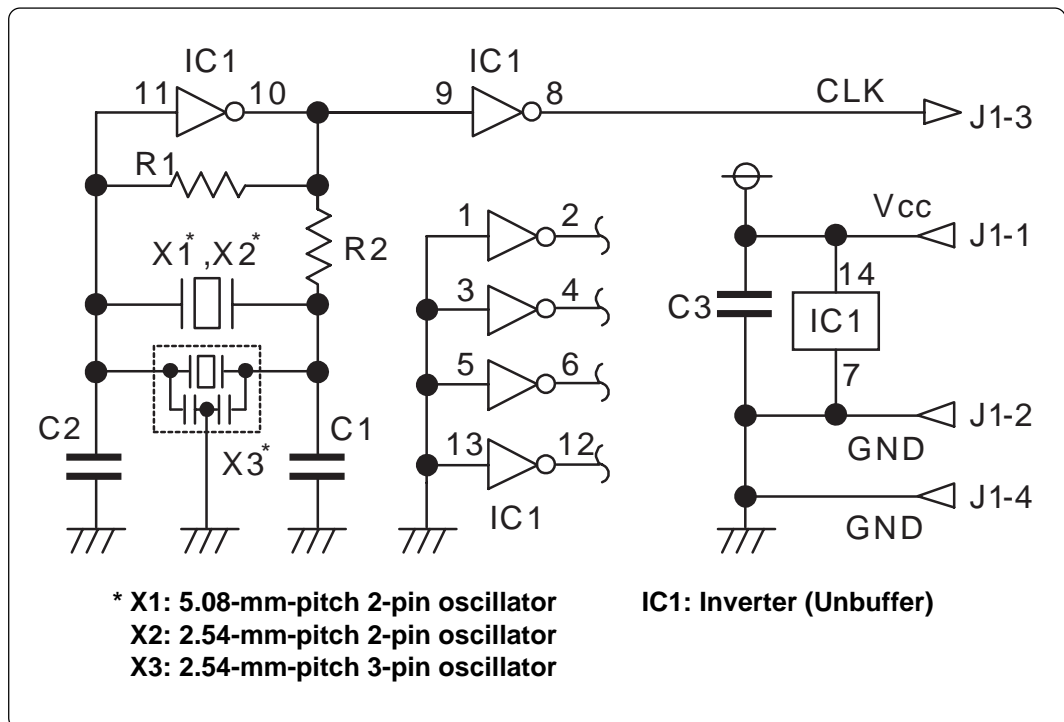 IC1 IC1
11 10 9 8 CLK J1-3
R1
1 2 Vcc J1-1
X1*,X2* R2
14
3 4 C3 IC1
5 6 7
C2 C1 J1-2
X3* 13 12 GND
IC1 J1-4
GND
* X1: 5.08-mm-pitch 2-pin oscillator IC1: Inverter (Unbuffer)
X2: 2.54-mm-pitch 2-pin oscillator
X3: 2.54-mm-pitch 3-pin oscillator